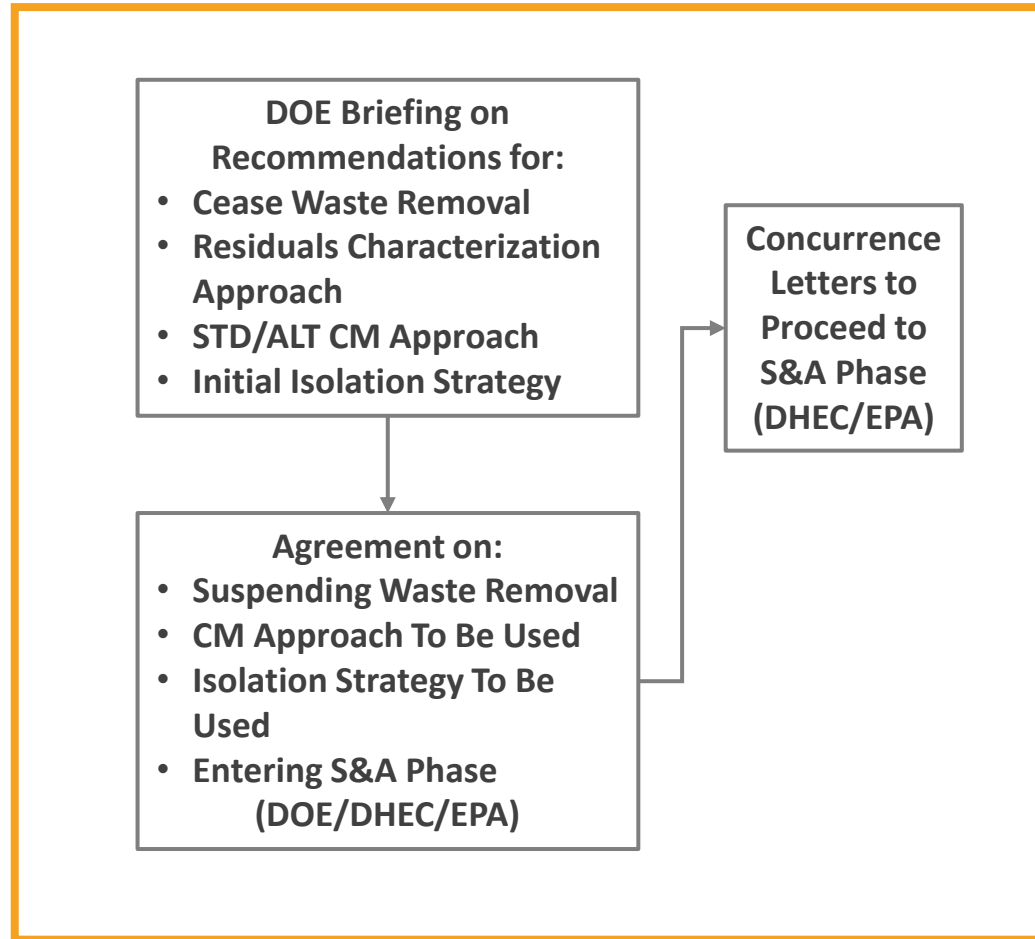 DOE Briefing on
Recommendations for:
• Cease Waste Removal
• Residuals Characterization
Approach
• STD/ALT CM Approach
• Initial Isolation Strategy
Agreement on:
• Suspending Waste Removal
• CM Approach To Be Used
• Isolation Strategy To Be
Used
• Entering S&A Phase
(DOE/DHEC/EPA)
Concurrence
Letters to
Proceed to
S&A Phase
(DHEC/EPA)